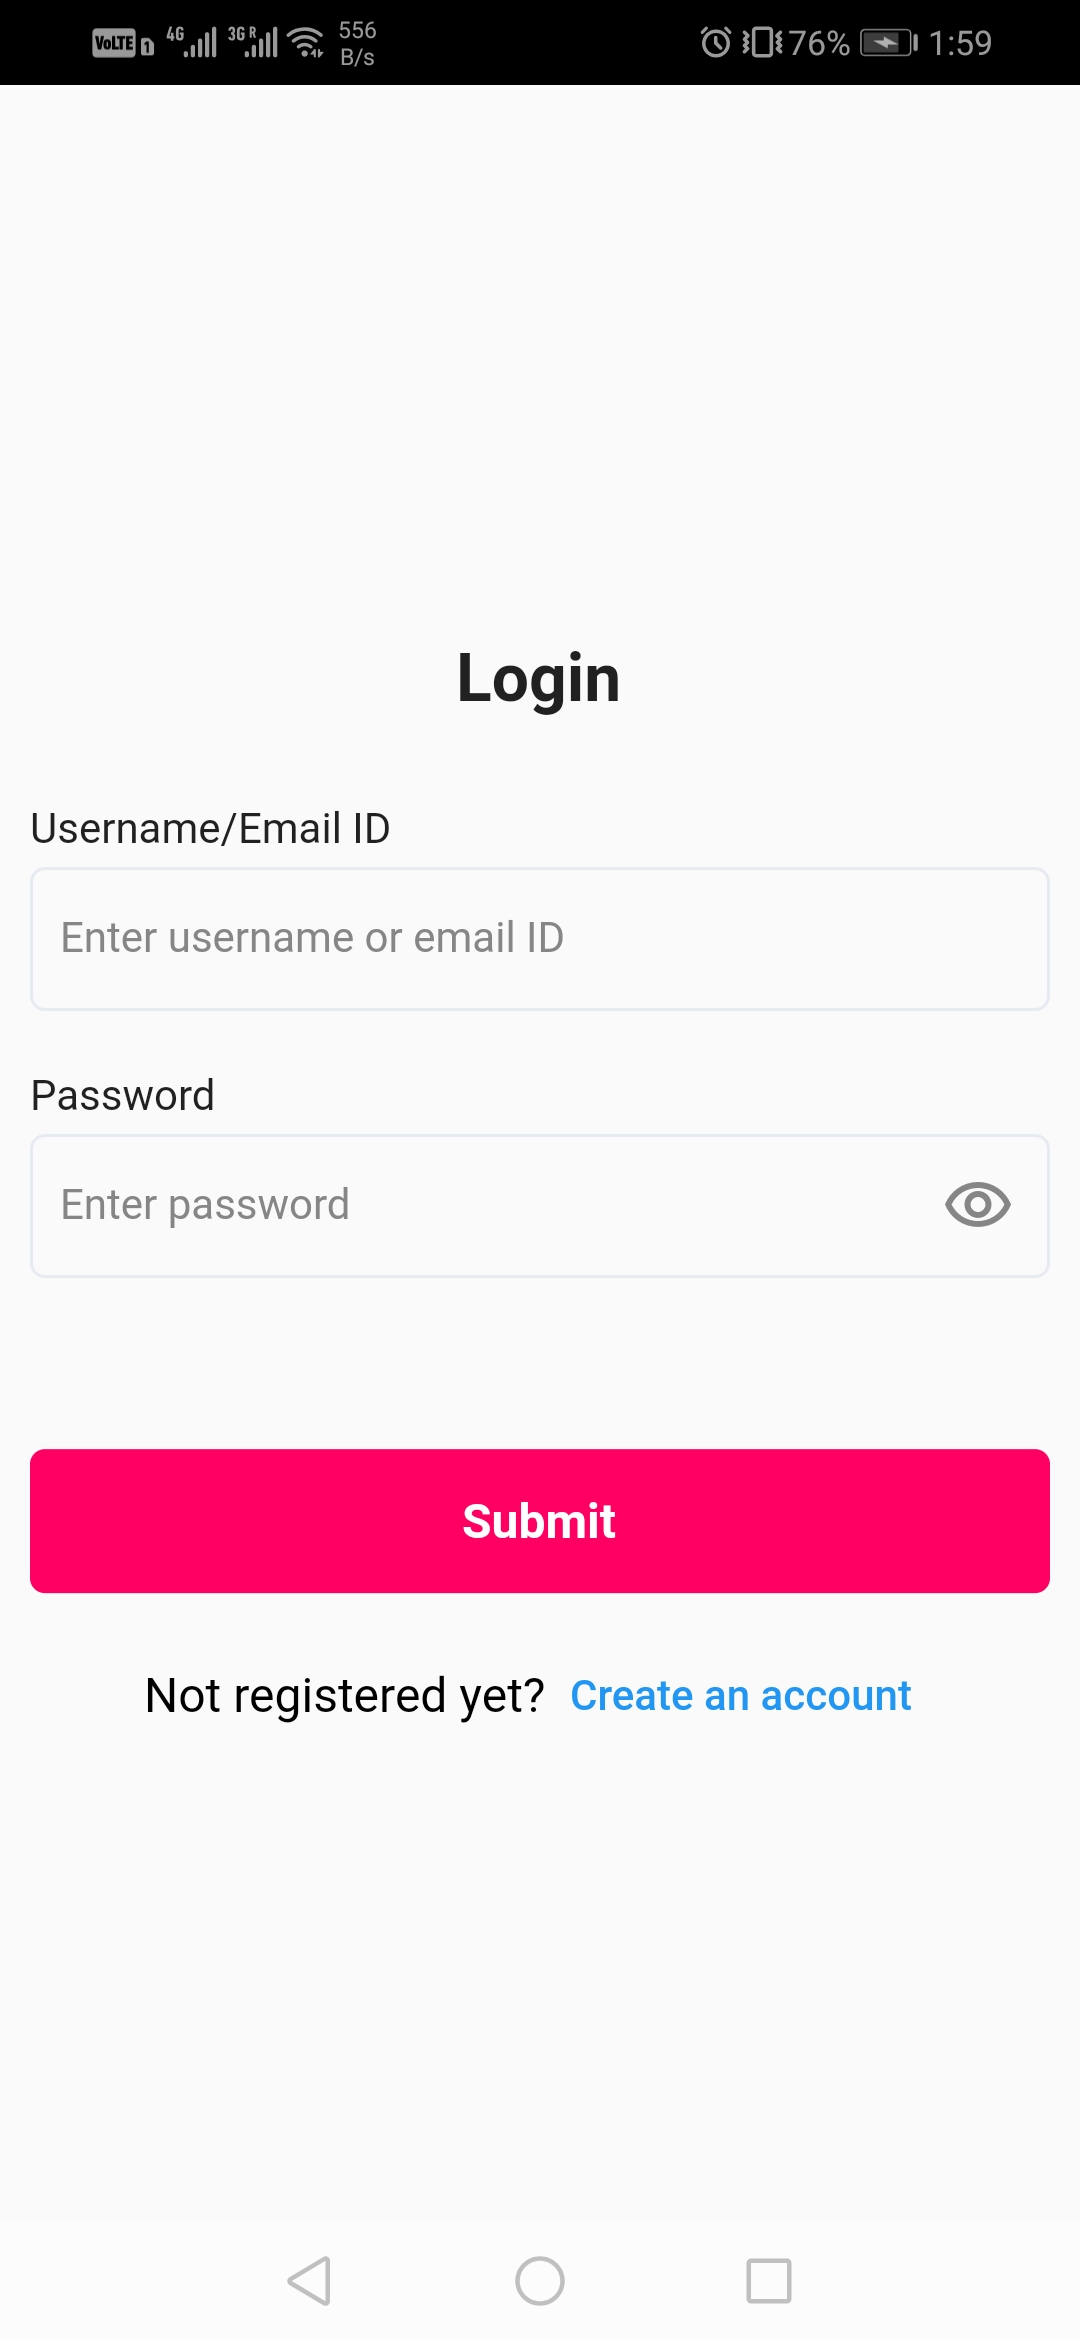 VoLTE 1 4G 3G R 556 B/s 76% 1:59
Login
Username/Email ID
Enter username or email ID
Password
Enter password
Submit
Not registered yet? Create an account